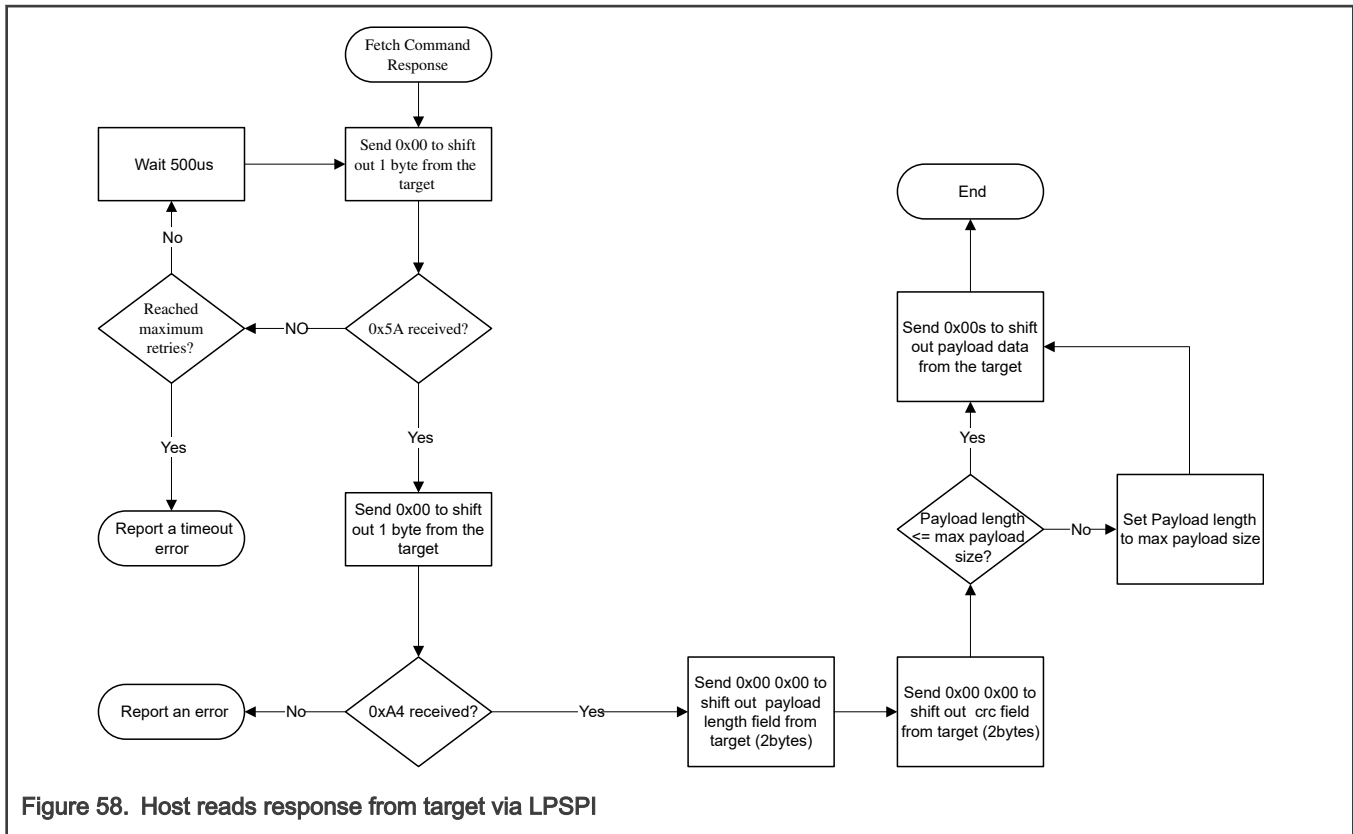 Fetch Command
Response
Wait 500us
Send 0x00 to shift
out 1 byte from the
target
No
Reached
maximum
retries?
NO
0x5A received?
Yes
Report a timeout
error
Yes
Send 0x00 to shift
out 1 byte from the
target
Report an error
No
0xA4 received?
Yes
Send 0x00 0x00 to
shift out payload
length field from
target (2bytes)
Send 0x00 0x00 to
shift out crc field
from target (2bytes)
Payload length
<= max payload
size?
No
Set Payload length
to max payload size
Yes
Send 0x00s to shift
out payload data
from the target
End
Figure 58. Host reads response from target via LPSPI